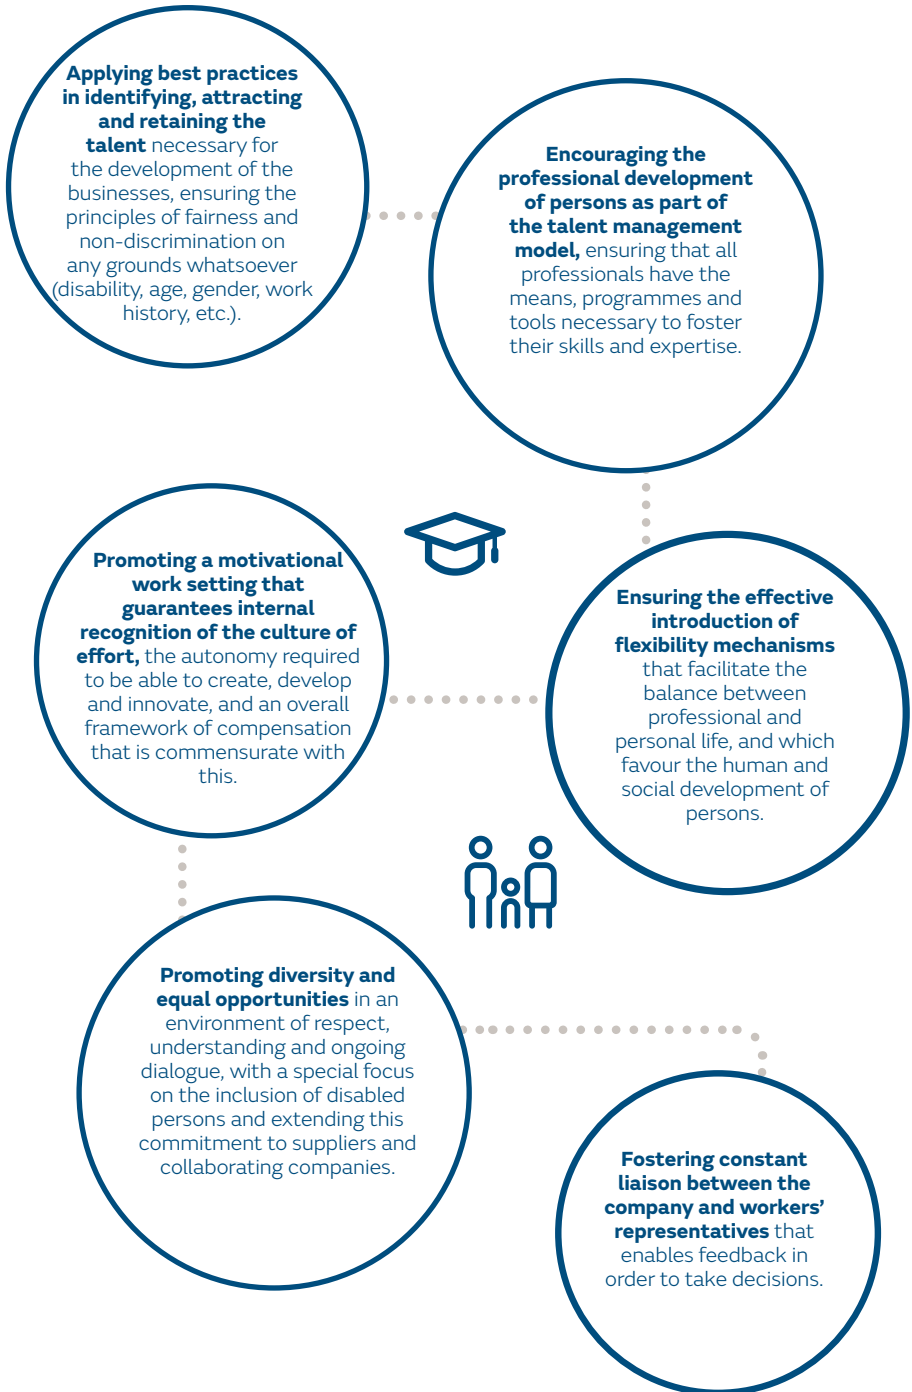 Applying best practices
in identifying, attracting
and retaining the
talent necessary for
the development of the
businesses, ensuring the
principles of fairness and
non-discrimination on
any grounds whatsoever
(disability, age, gender, work
history, etc.).
Encouraging the
professional development
of persons as part of
the talent management
model, ensuring that all
professionals have the
means, programmes and
tools necessary to foster
their skills and expertise.
Ensuring the effective
introduction of
flexibility mechanisms
that facilitate the
balance between
professional and
personal life, and which
favour the human and
social development of
persons.
Promoting a motivational
work setting that
guarantees internal
recognition of the culture of
effort, the autonomy required
to be able to create, develop
and innovate, and an overall
framework of compensation
that is commensurate with
this.
Promoting diversity and
equal opportunities in an
environment of respect,
understanding and ongoing
dialogue, with a special focus
on the inclusion of disabled
persons and extending this
commitment to suppliers and
collaborating companies.
Fostering constant
liaison between the
company and workers’
representatives that
enables feedback in
order to take decisions.